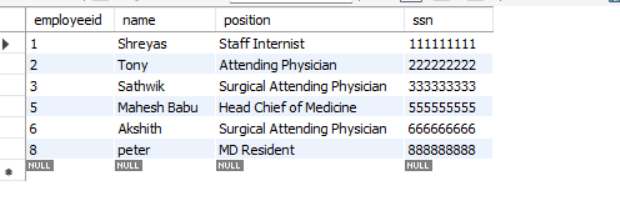 employeeid name position ssn
1 Shreyas Staff Internist 111111111
2 Tony Attending Physician 222222222
3 Sathwik Surgical Attending Physician 333333333
5 Mahesh Babu Head Chief of Medicine 555555555
6 Akshith Surgical Attending Physician 666666666
8 peter MD Resident 888888888
NULL NULL NULL NULL